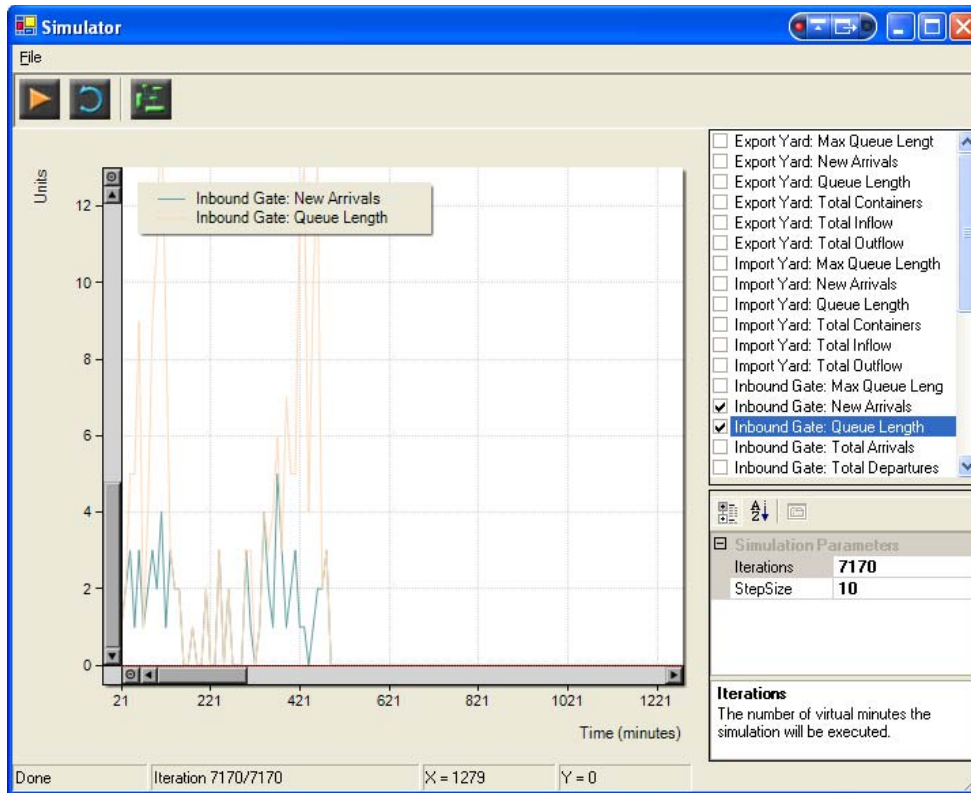 Simulator
File
Units
12
10
8
6
4
2
0
Inbound Gate: New Arrivals
Inbound Gate: Queue Length
21
221
421
621
821
1021
1221
Time (minutes)
Export Yard: Max Queue Lengt
Export Yard: New Arrivals
Export Yard: Queue Length
Export Yard: Total Containers
Export Yard: Total Inflow
Export Yard: Total Outflow
Import Yard: Max Queue Length
Import Yard: New Arrivals
Import Yard: Queue Length
Import Yard: Total Containers
Import Yard: Total Inflow
Import Yard: Total Outflow
Inbound Gate: Max Queue Leng
Inbound Gate: New Arrivals
Inbound Gate: Queue Length
Inbound Gate: Total Arrivals
Inbound Gate: Total Departures
A
Z
Simulation Parameters
Iterations 7170
StepSize 10
Iterations
The number of virtual minutes the
simulation will be executed.
Done
Iteration 7170/7170
X = 1279
Y = 0